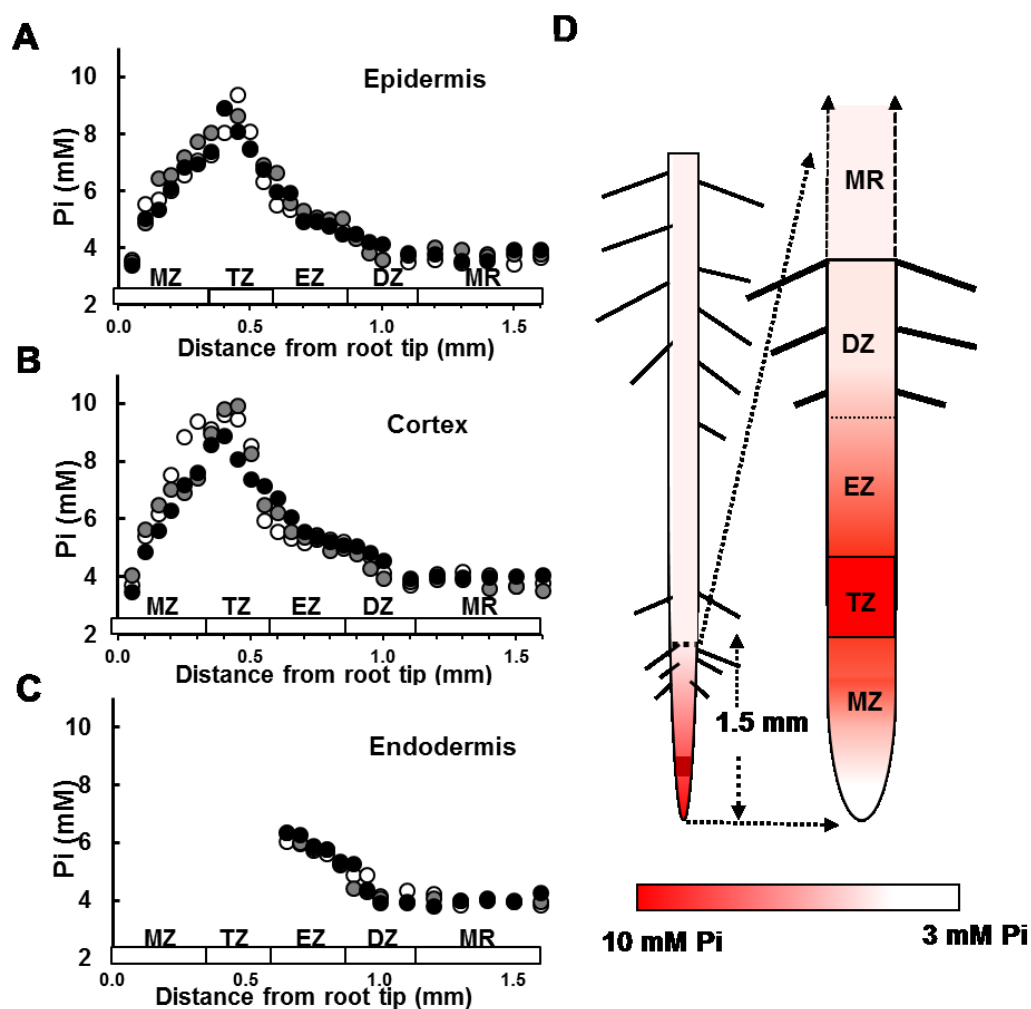 A
Epidermis
Pi (mM)
10
8
6
4
2
MZ TZ EZ DZ MR
0.0 0.5 1.0 1.5
Distance from root tip (mm)
B
Cortex
Pi (mM)
10
8
6
4
2
MZ TZ EZ DZ MR
0.0 0.5 1.0 1.5
Distance from root tip (mm)
C
Endodermis
Pi (mM)
10
8
6
4
2
MZ TZ EZ DZ MR
0.0 0.5 1.0 1.5
Distance from root tip (mm)
D
MR
DZ
EZ
TZ
MZ
1.5 mm
10 mM Pi
3 mM Pi